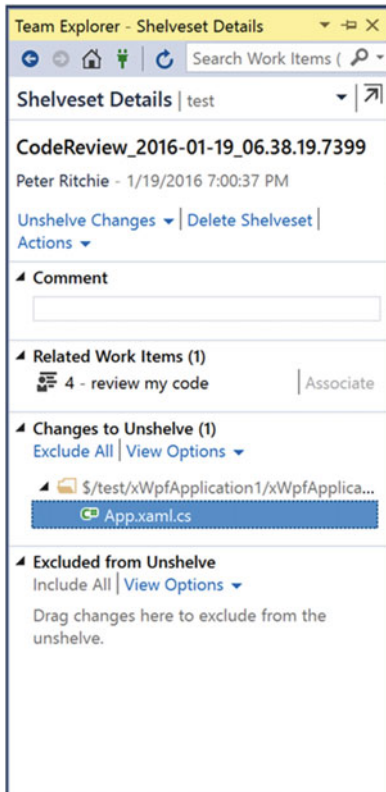 Team Explorer - Shelveset Details
Search Work Items (
Shelveset Details | test
CodeReview_2016-01-19_06.38.19.7399
Peter Ritchie - 1/19/2016 7:00:37 PM
Unshelve Changes | Delete Shelveset |
Actions
Comment
Related Work Items (1)
4 - review my code | Associate
Changes to Unshelve (1)
Exclude All | View Options
$/test/xWpfApplication1/xWpfApplica...
App.xaml.cs
Excluded from Unshelve
Include All | View Options
Drag changes here to exclude from the
unshelve.